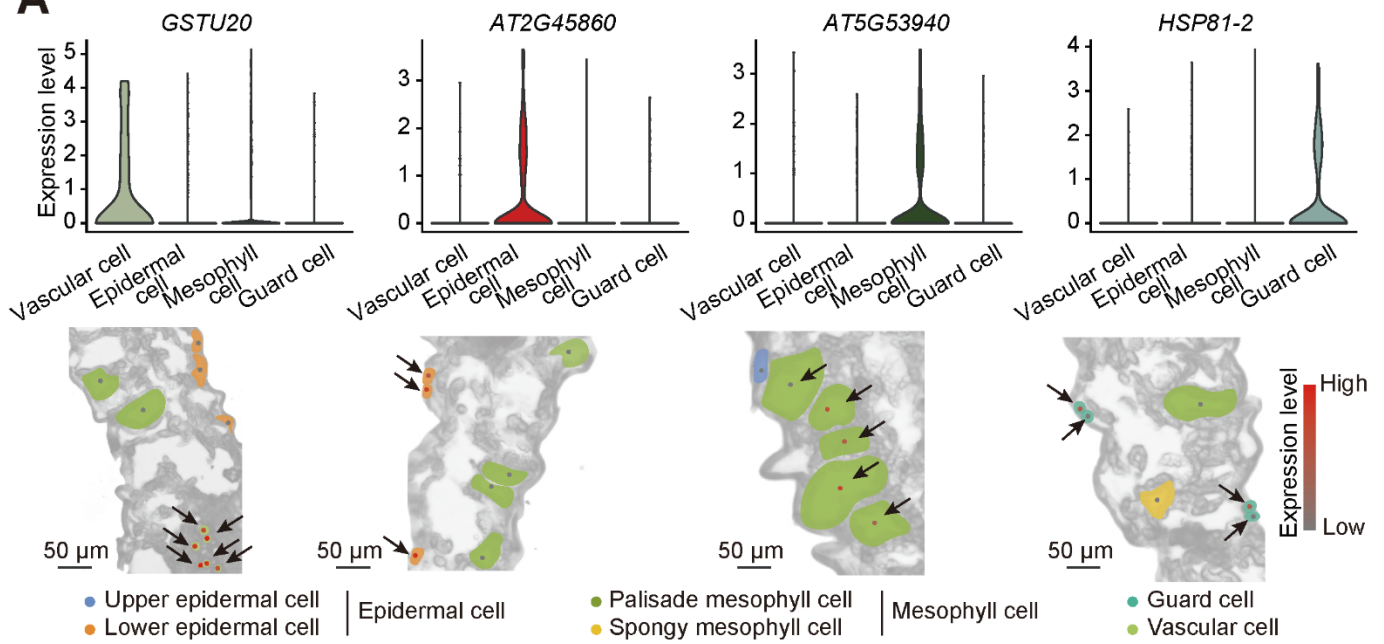 A
GSTU20 AT2G45860 AT5G53940 HSP81-2
Expression level
5
4
3
2
1
0
3
2
1
0
3
2
1
0
4
3
2
1
0
Vascular cell
Epidermal
cell
Mesophyll
cell
Guard cell
Vascular cell
Epidermal
cell
Mesophyll
cell
Guard cell
Vascular cell
Epidermal
cell
Mesophyll
cell
Guard cell
Vascular cell
Epidermal
cell
Mesophyll
cell
Guard cell
50 µm
50 µm
50 µm
50 µm
Expression level
High
Low
Upper epidermal cell
Lower epidermal cell
Epidermal cell
Palisade mesophyll cell
Spongy mesophyll cell
Mesophyll cell
Guard cell
Vascular cell